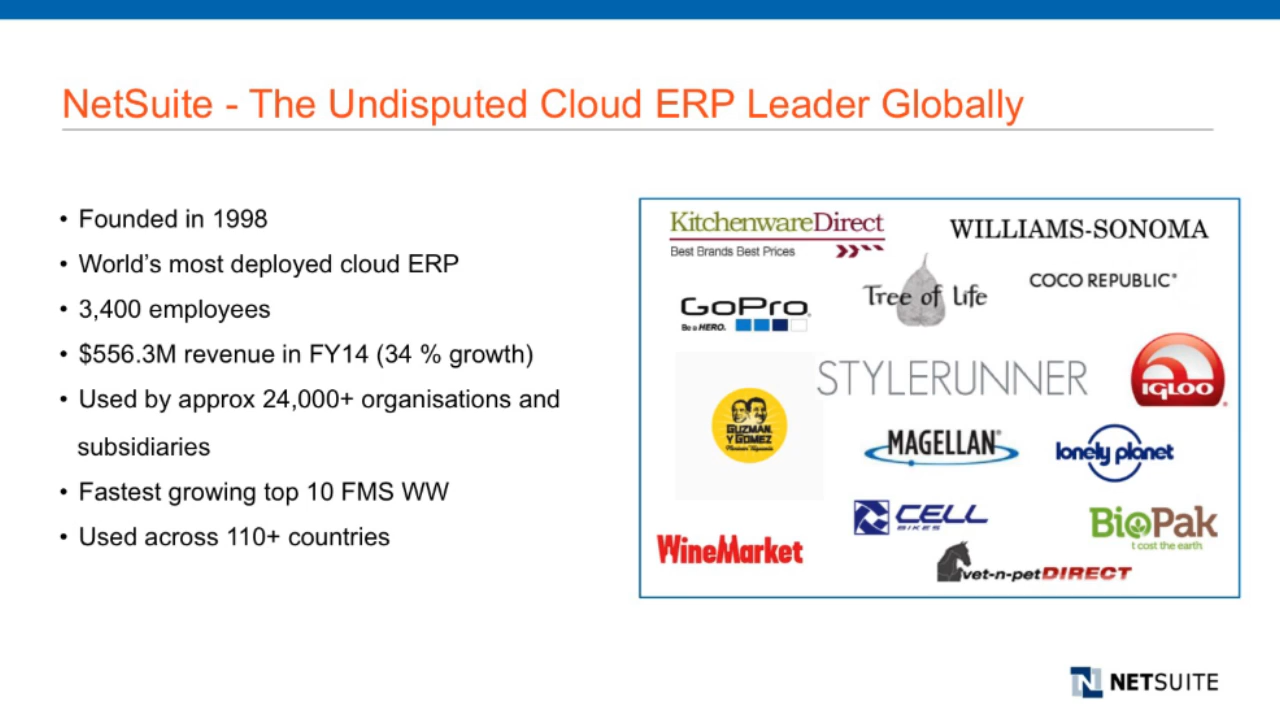 NetSuite - The Undisputed Cloud ERP Leader Globally
• Founded in 1998
• World's most deployed cloud ERP
• 3,400 employees
• $556.3M revenue in FY14 (34 % growth)
• Used by approx 24,000+ organisations and
subsidiaries
• Fastest growing top 10 FMS WW
• Used across 110+ countries
KitchenwareDirect
Best Brands Best Prices
WILLIAMS-SONOMA
Tree of Life
COCO REPUBLIC
GoPro
Be a HERO.
STYLERUNNER
IGLOO
GUZMAN
Y GOMEZ
Mexican Taqueria
MAGELLAN®
lonely planet
CELL
BIKES
BioPak
t cost the earth
WineMarket
vet-n-petDIRECT
NETSUITE